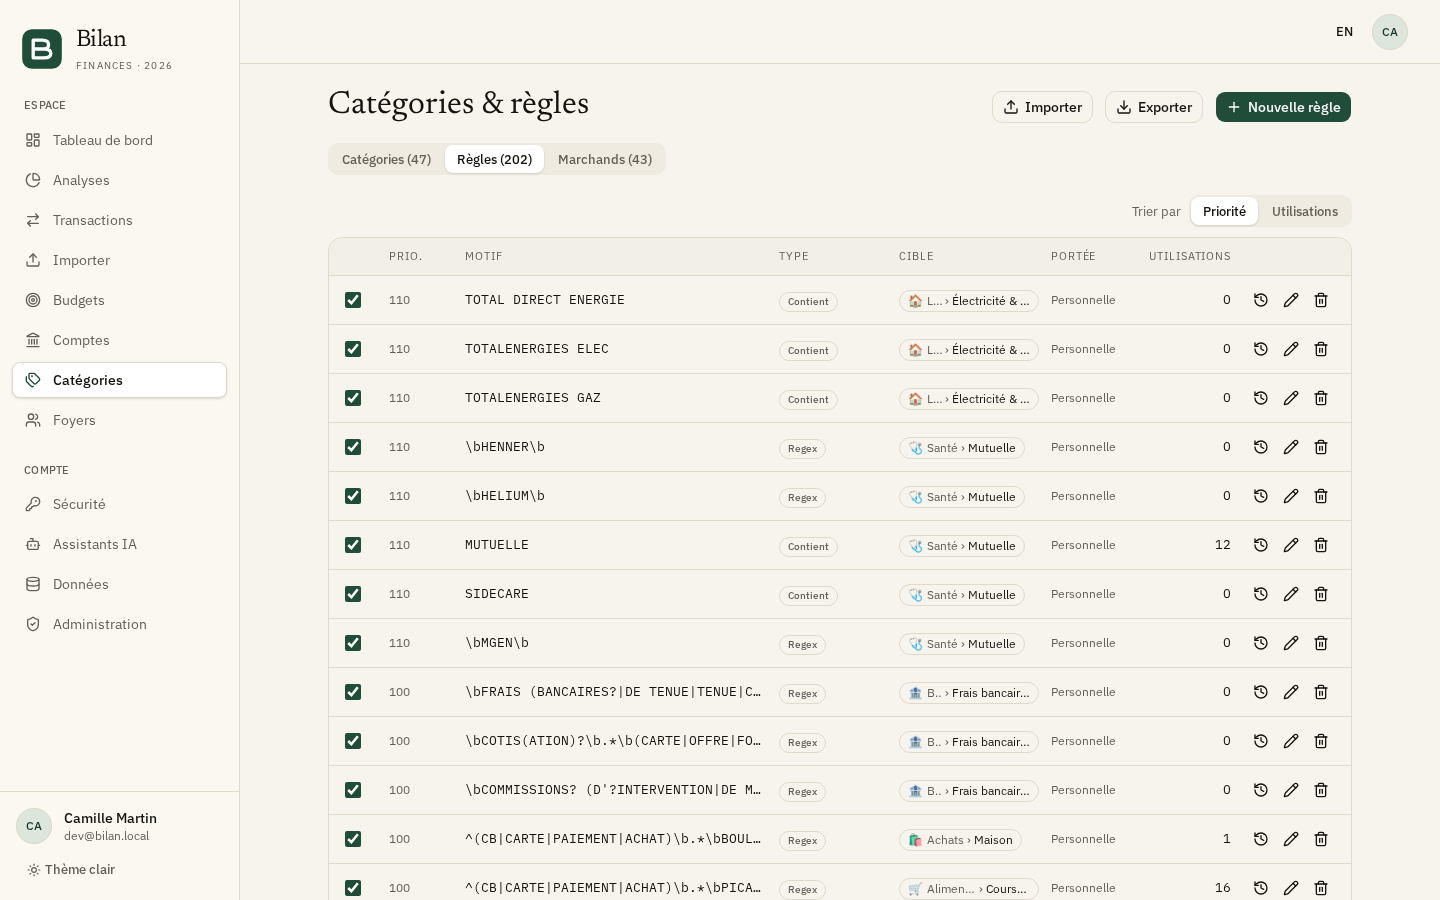 Bilan
FINANCES · 2026
ESPACE
Tableau de bord
Analyses
Transactions
Importer
Budgets
Comptes
Catégories
Foyers
COMPTE
Sécurité
Assistants IA
Données
Administration
CA
Camille Martin
dev@bilan.local
Thème clair
EN
CA
Catégories & règles
Importer
Exporter
Nouvelle règle
Catégories (47)
Règles (202)
Marchands (43)
Trier par
Priorité
Utilisations
PRIO. MOTIF TYPE CIBLE PORTÉE UTILISATIONS
110 TOTAL DIRECT ENERGIE Contient L… › Électricité & … Personnelle 0
110 TOTALENERGIES ELEC Contient L… › Électricité & … Personnelle 0
110 TOTALENERGIES GAZ Contient L… › Électricité & … Personnelle 0
110 \bHENNER\b Regex Santé › Mutuelle Personnelle 0
110 \bHELIUM\b Regex Santé › Mutuelle Personnelle 0
110 MUTUELLE Contient Santé › Mutuelle Personnelle 12
110 SIDECARE Contient Santé › Mutuelle Personnelle 0
110 \bMGEN\b Regex Santé › Mutuelle Personnelle 0
100 \bFRAIS (BANCAIRES?|DE TENUE|TENUE|C… Regex B… › Frais bancair… Personnelle 0
100 \bCOTIS(ATION)?\b.*\b(CARTE|OFFRE|FO… Regex B… › Frais bancair… Personnelle 0
100 \bCOMMISSIONS? (D'?INTERVENTION|DE M… Regex B… › Frais bancair… Personnelle 0
100 ^(CB|CARTE|PAIEMENT|ACHAT)\b.*\bBOUL… Regex Achats › Maison Personnelle 1
100 ^(CB|CARTE|PAIEMENT|ACHAT)\b.*\bPICA… Regex Alimen… › Cours… Personnelle 16